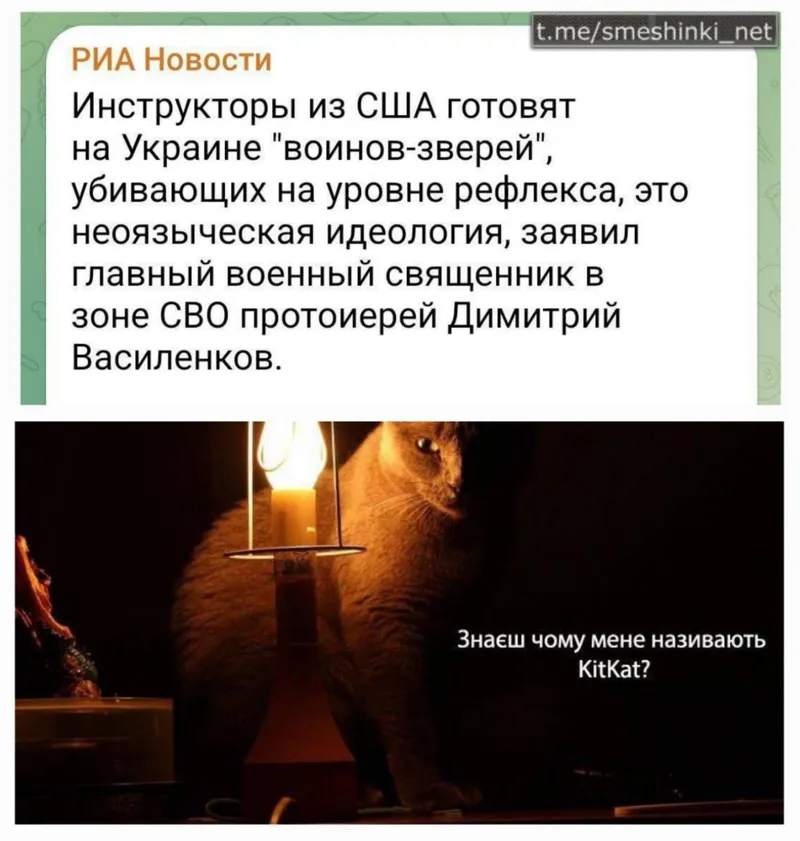 t.me/smeshinki_net
РИА Новости
Инструкторы из США готовят
на Украине "воинов-зверей",
убивающих на уровне рефлекса, это
неоязыческая идеология, заявил
главный военный священник в
зоне СВО протоиерей Димитрий
Василенков.
Знаєш чому мене називають
KitKat?